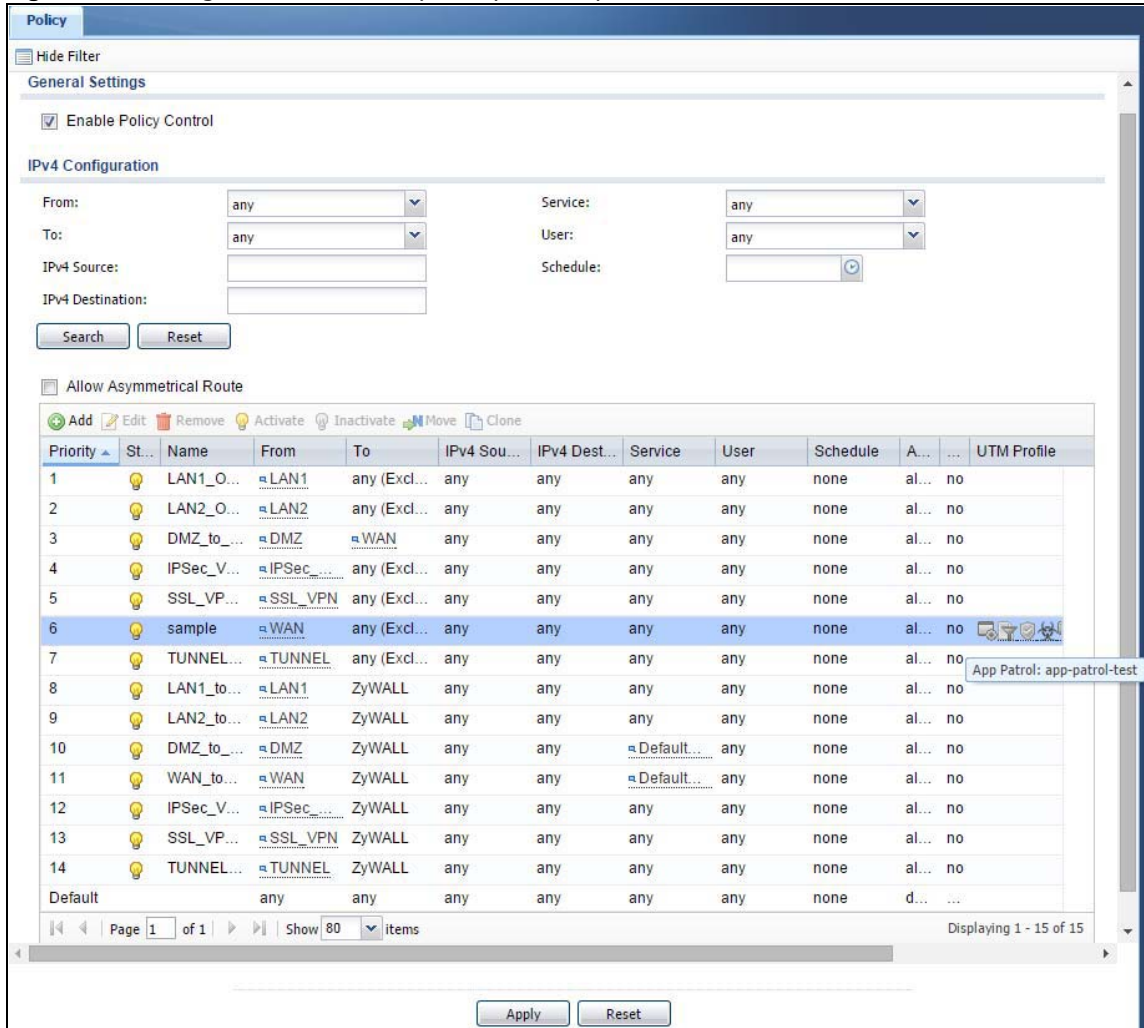 Policy
Hide Filter
General Settings
Enable Policy Control
IPv4 Configuration
From: any Service: any
To: any User: any
IPv4 Source: Schedule:
IPv4 Destination:
Search Reset
Allow Asymmetrical Route
Add Edit Remove Activate Inactivate Move Clone
Priority St... Name From To IPv4 Sou... IPv4 Dest... Service User Schedule A... ... UTM Profile
1 LAN1_O... LAN1 any (Excl... any any any any none al... no
2 LAN2_O... LAN2 any (Excl... any any any any none al... no
3 DMZ_to_... DMZ WAN any any any any none al... no
4 IPSec_V... IPSec_... any (Excl... any any any any none al... no
5 SSL_VP... SSL_VPN any (Excl... any any any any none al... no
6 sample WAN any (Excl... any any any any none al... no
7 TUNNEL... TUNNEL any (Excl... any any any any none al... no
App Patrol: app-patrol-test
8 LAN1_to... LAN1 ZyWALL any any any any none al... no
9 LAN2_to... LAN2 ZyWALL any any any any none al... no
10 DMZ_to_... DMZ ZyWALL any any Default... any none al... no
11 WAN_to... WAN ZyWALL any any Default... any none al... no
12 IPSec_V... IPSec_... ZyWALL any any any any none al... no
13 SSL_VP... SSL_VPN ZyWALL any any any any none al... no
14 TUNNEL... TUNNEL ZyWALL any any any any none al... no
Default any any any any any any none d... ...
Page 1 of 1 Show 80 items Displaying 1 - 15 of 15
Apply Reset